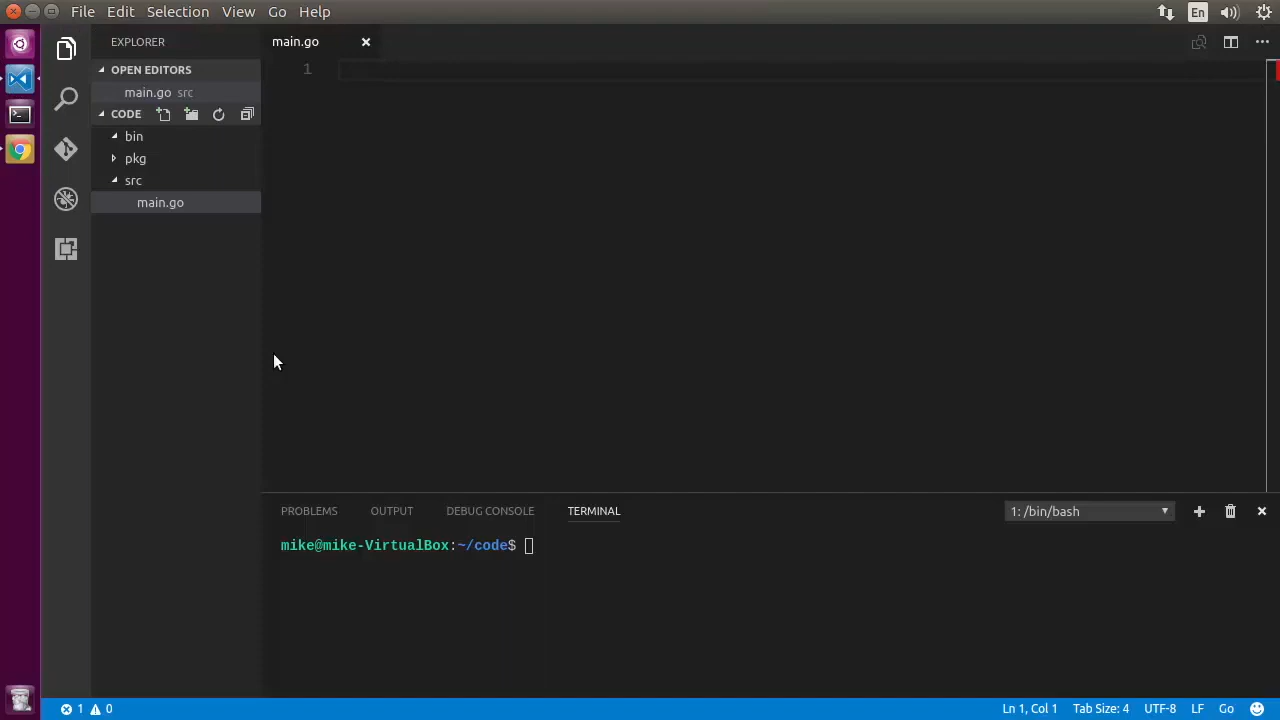 File Edit Selection View Go Help
En
EXPLORER
main.go
OPEN EDITORS
main.go src
CODE
bin
pkg
src
main.go
1
PROBLEMS OUTPUT DEBUG CONSOLE TERMINAL
1: /bin/bash
mike@mike-VirtualBox:~/code$
1 0
Ln 1, Col 1 Tab Size: 4 UTF-8 LF Go